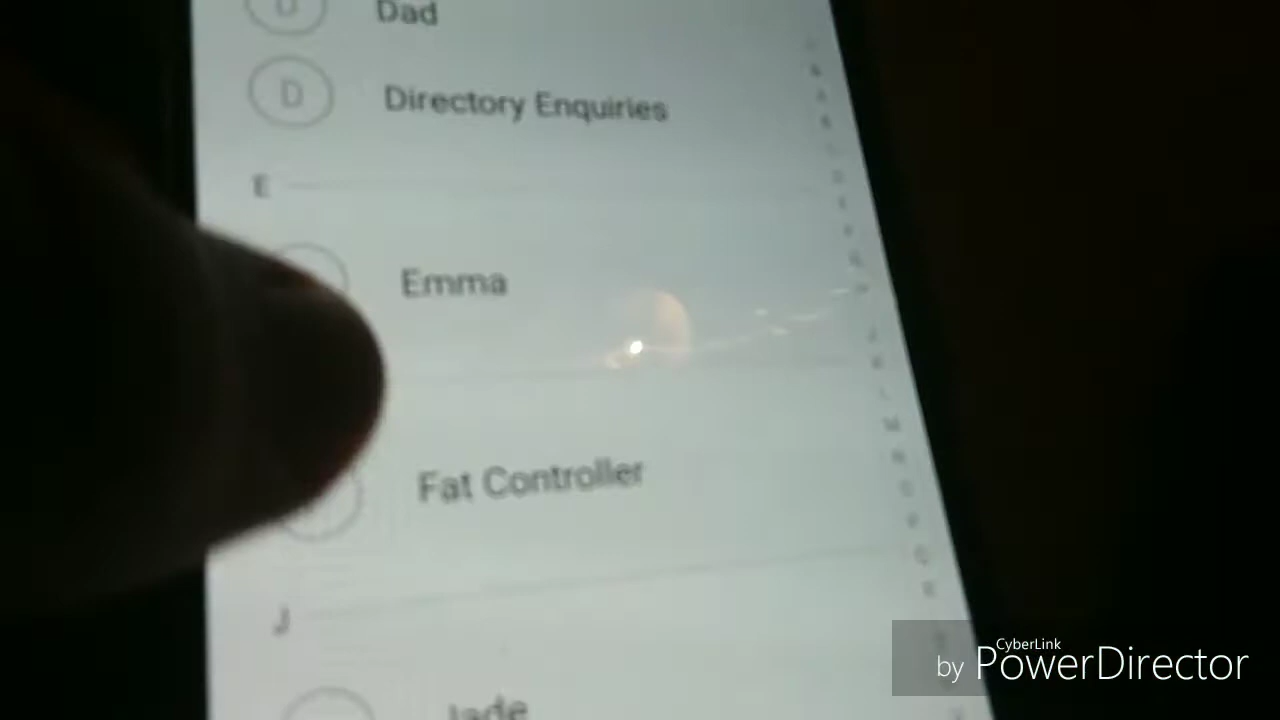 D
Dad
D
Directory Enquiries
E
Emma
Fat Controller
J
Jade
CyberLink
by PowerDirector